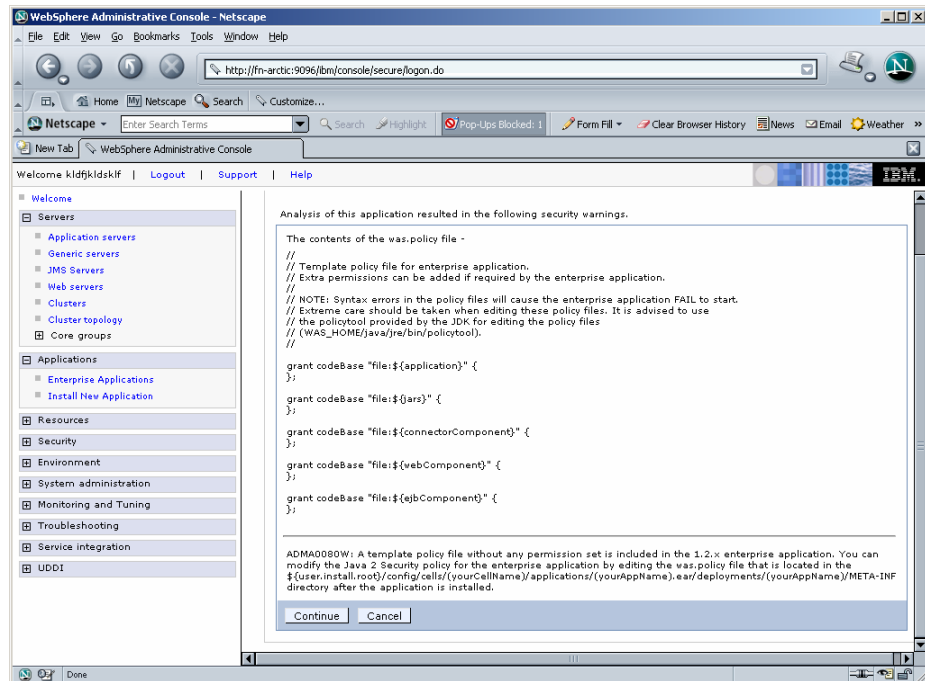 WebSphere Administrative Console - Netscape
File Edit View Go Bookmarks Tools Window Help
http://fn-arctic:9096/ibm/console/secure/logon.do
Home My Netscape Search Customize...
Netscape Enter Search Terms Search Highlight Pop-Ups Blocked: 1 Form Fill Clear Browser History News Email Weather »
New Tab WebSphere Administrative Console
Welcome kldfjkldsklf | Logout | Support | Help
IBM.
Welcome
Servers
Application servers
Generic servers
JMS Servers
Web servers
Clusters
Cluster topology
Core groups
Applications
Enterprise Applications
Install New Application
Resources
Security
Environment
System administration
Monitoring and Tuning
Troubleshooting
Service integration
UDDI
Analysis of this application resulted in the following security warnings.
The contents of the was.policy file -
//
// Template policy file for enterprise application.
// Extra permissions can be added if required by the enterprise application.
//
// NOTE: Syntax errors in the policy files will cause the enterprise application FAIL to start.
// Extreme care should be taken when editing these policy files. It is advised to use
// the policytool provided by the JDK for editing the policy files
// (WAS_HOME/java/jre/bin/policytool).
//
grant codeBase "file:${application}" {
};
grant codeBase "file:${jars}" {
};
grant codeBase "file:${connectorComponent}" {
};
grant codeBase "file:${webComponent}" {
};
grant codeBase "file:${ejbComponent}" {
};
ADMA0080W: A template policy file without any permission set is included in the 1.2.x enterprise application. You can
modify the Java 2 Security policy for the enterprise application by editing the was.policy file that is located in the
${user.install.root}/config/cells/(yourCellName)/applications/(yourAppName).ear/deployments/(yourAppName)/META-INF
directory after the application is installed.
Continue Cancel
Done